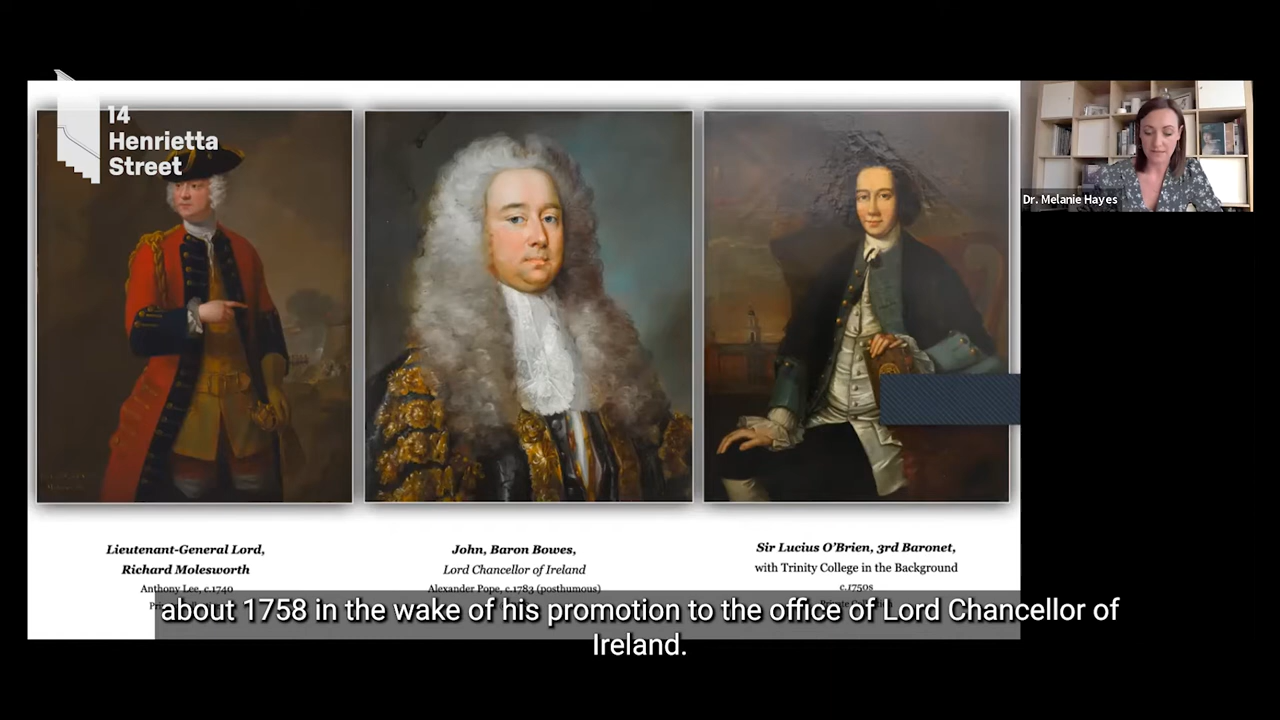 14
Henrietta
Street
Dr. Melanie Hayes
Lieutenant-General Lord,
Richard Molesworth
Anthony Lee, c.1740
John, Baron Bowes,
Lord Chancellor of Ireland
Alexander Pope, c.1783 (posthumous)
Sir Lucius O'Brien, 3rd Baronet,
with Trinity College in the Background
c.1750s
about 1758 in the wake of his promotion to the office of Lord Chancellor of
Ireland.